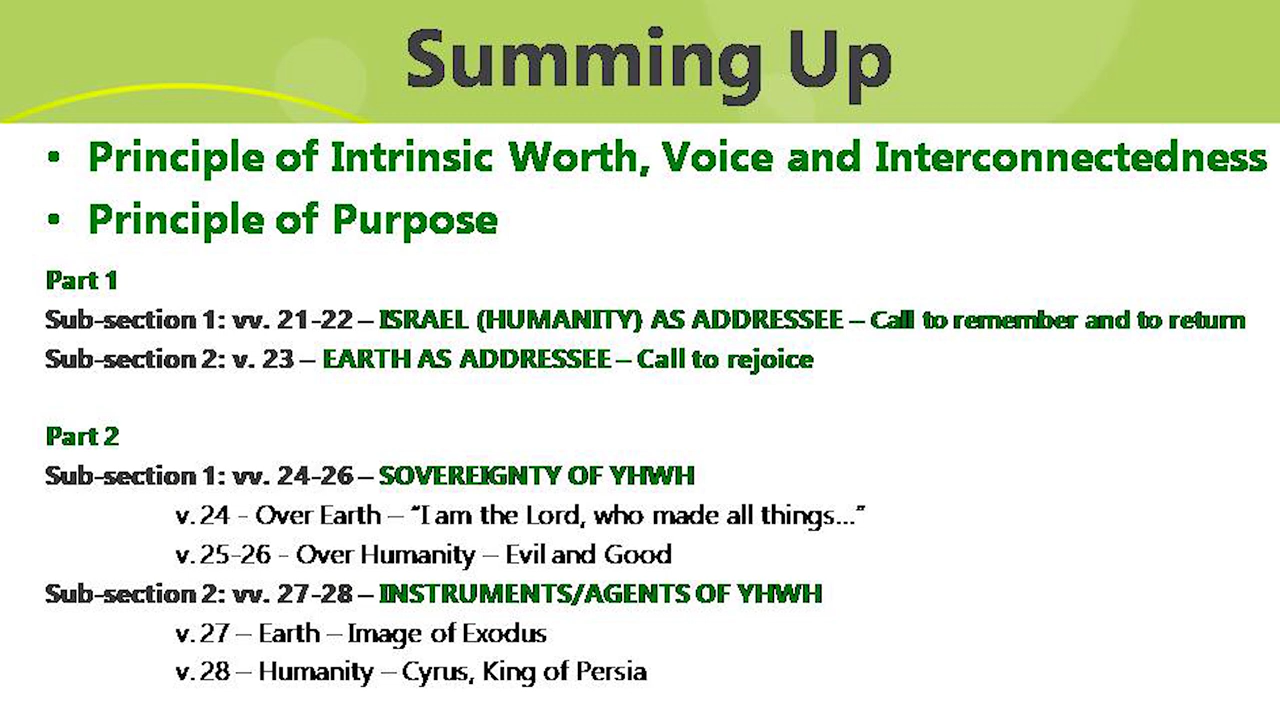 Summing Up
• Principle of Intrinsic Worth, Voice and Interconnectedness
• Principle of Purpose
Part 1
Sub-section 1: vv. 21-22 – ISRAEL (HUMANITY) AS ADDRESSEE – Call to remember and to return
Sub-section 2: v. 23 – EARTH AS ADDRESSEE – Call to rejoice
Part 2
Sub-section 1: vv. 24-26 – SOVEREIGNTY OF YHWH
v. 24 - Over Earth – “I am the Lord, who made all things...”
v. 25-26 - Over Humanity – Evil and Good
Sub-section 2: vv. 27-28 – INSTRUMENTS/AGENTS OF YHWH
v. 27 – Earth – Image of Exodus
v. 28 – Humanity – Cyrus, King of Persia